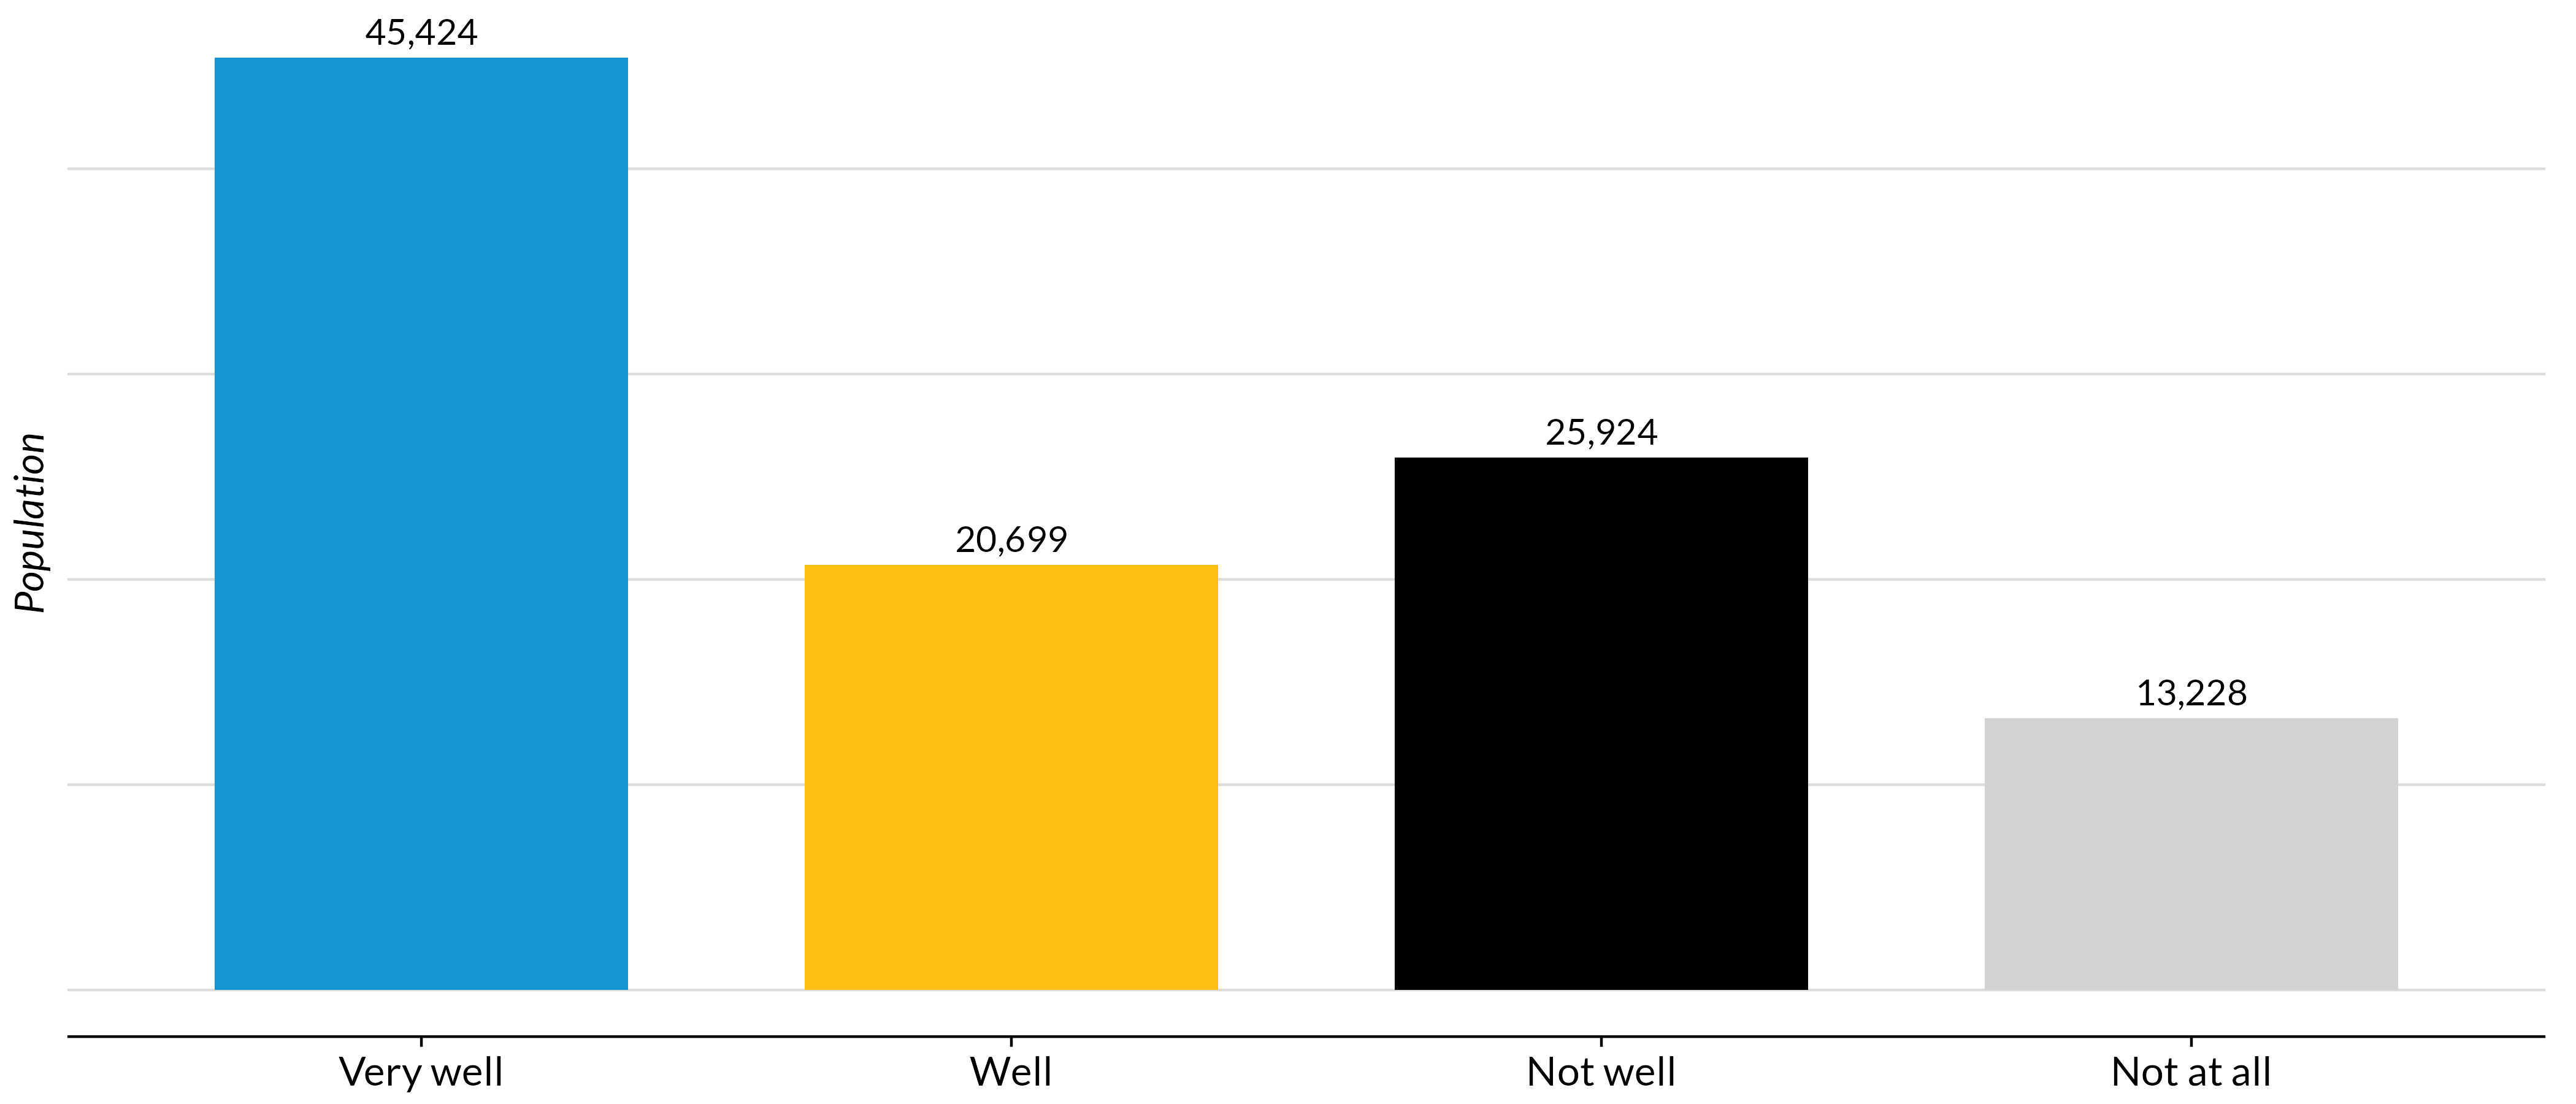 45,424
20,699
25,924
13,228
Population
Very well
Well
Not well
Not at all